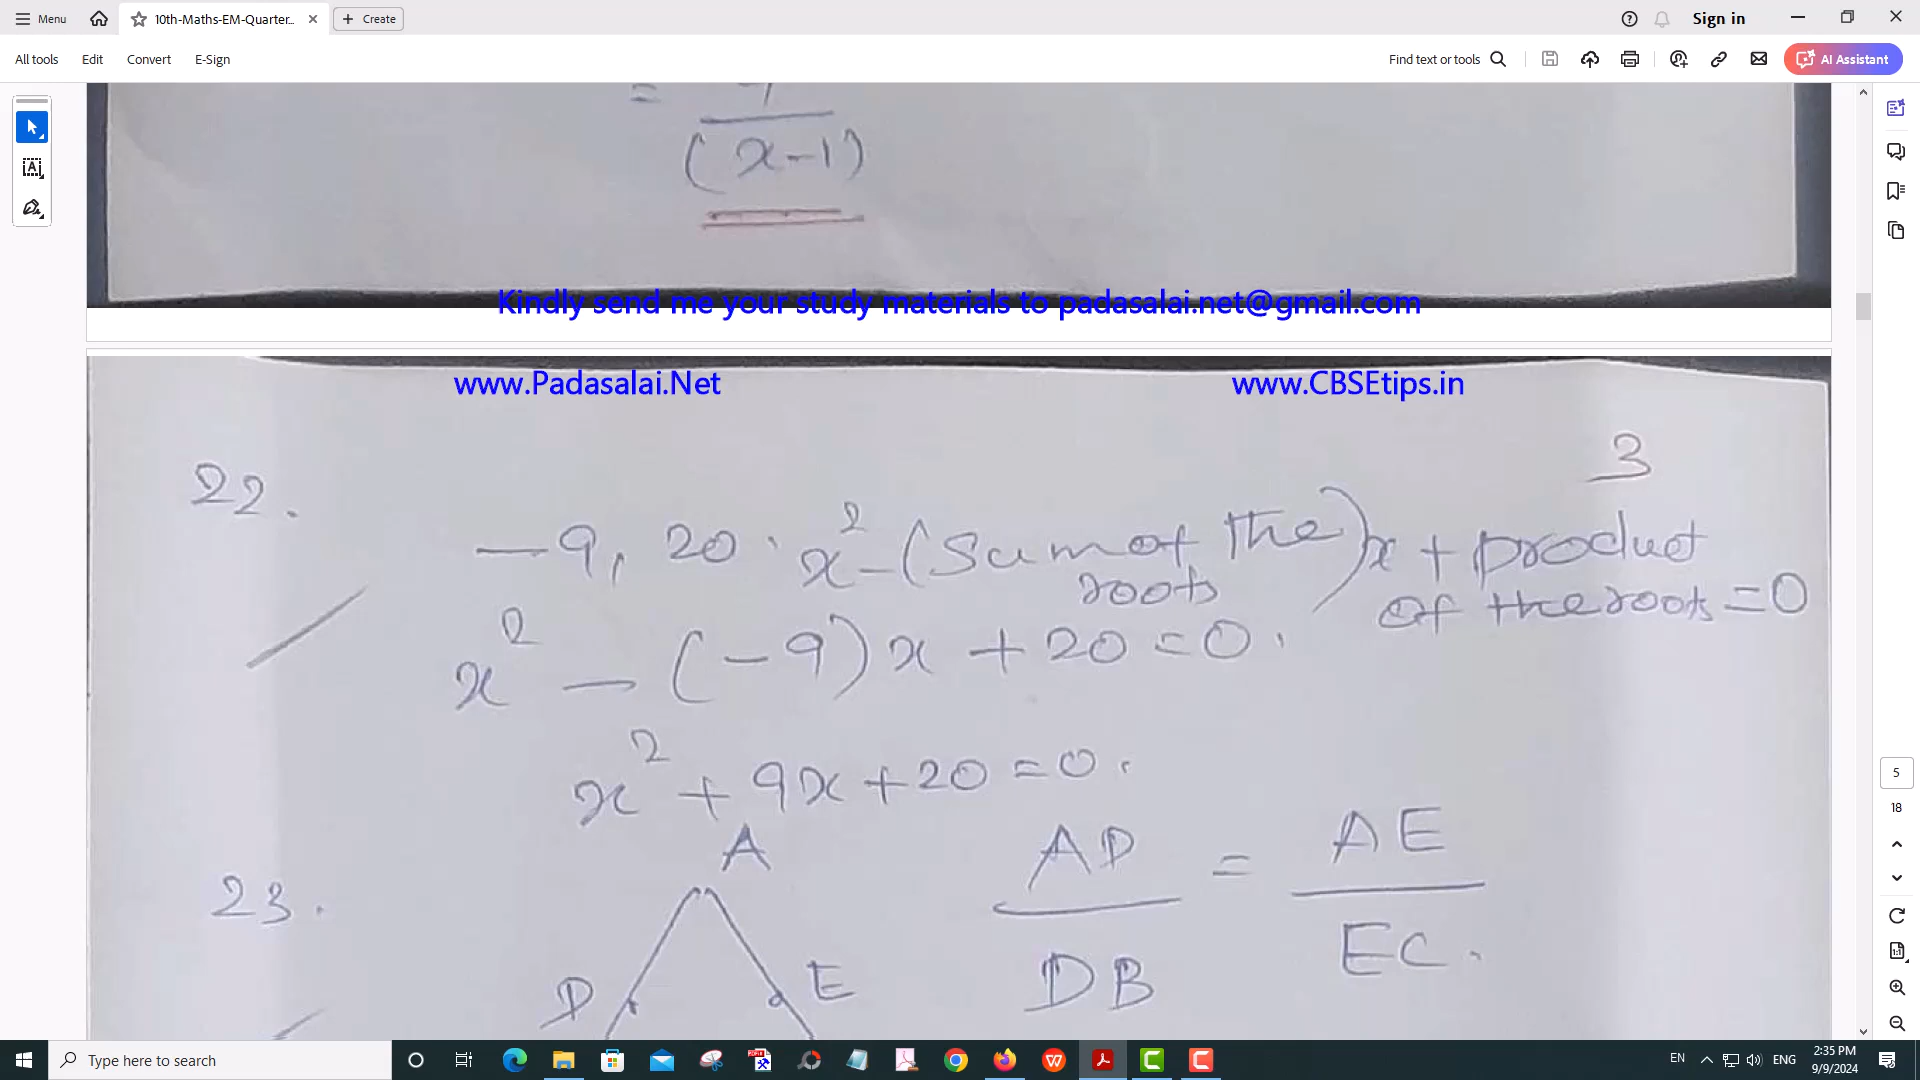 Menu
10th-Maths-EM-Quarter...
Create
Sign in
All tools
Edit
Convert
E-Sign
Find text or tools
AI Assistant
=
(x-1)
Kindly send me your study materials to padasalai.net@gmail.com
www.Padasalai.Net www.CBSEtips.in
3
22.
-9, 20. x² - (Sum of the roots)x + product of the roots = 0
x² - (-9)x + 20 = 0.
x² + 9x + 20 = 0.
23.
A
D
E
AD/DB = AE/EC.
5
18
Type here to search
EN
ENG
2:35 PM
9/9/2024